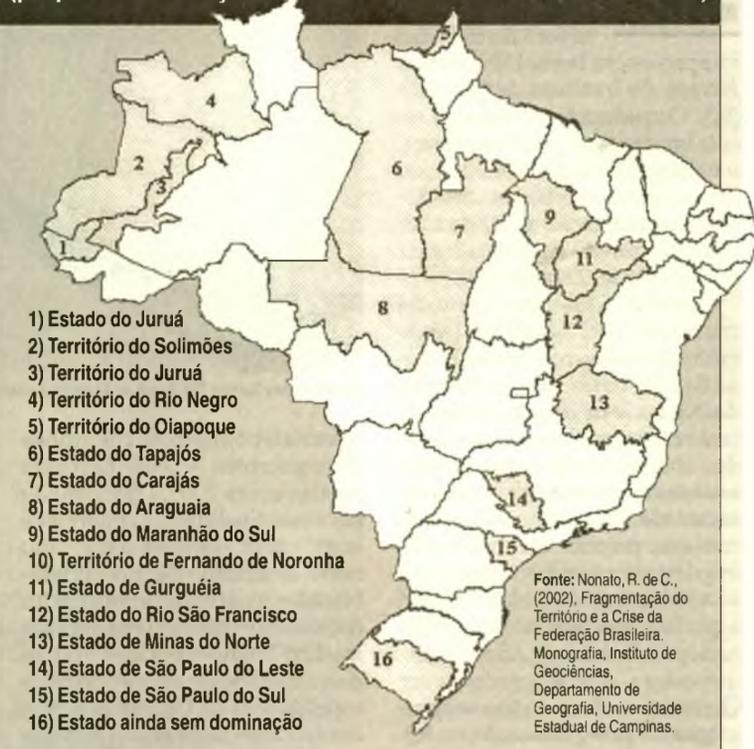 1) Estado do Juruá
2) Território do Solimões
3) Território do Juruá
4) Território do Rio Negro
5) Território do Oiapoque
6) Estado do Tapajós
7) Estado do Carajás
8) Estado do Araguaia
9) Estado do Maranhão do Sul
10) Território de Fernando de Noronha
11) Estado de Gurguéia
12) Estado do Rio São Francisco
13) Estado de Minas do Norte
14) Estado de São Paulo do Leste
15) Estado de São Paulo do Sul
16) Estado ainda sem dominação
5
4
2
3
1
6
7
9
11
8
12
13
14
15
16
Fonte: Nonato, R. de C.,
(2002), Fragmentação do
Território e a Crise da
Federação Brasileira.
Monografia, Instituto de
Geociências,
Departamento de
Geografia, Universidade
Estadual de Campinas.